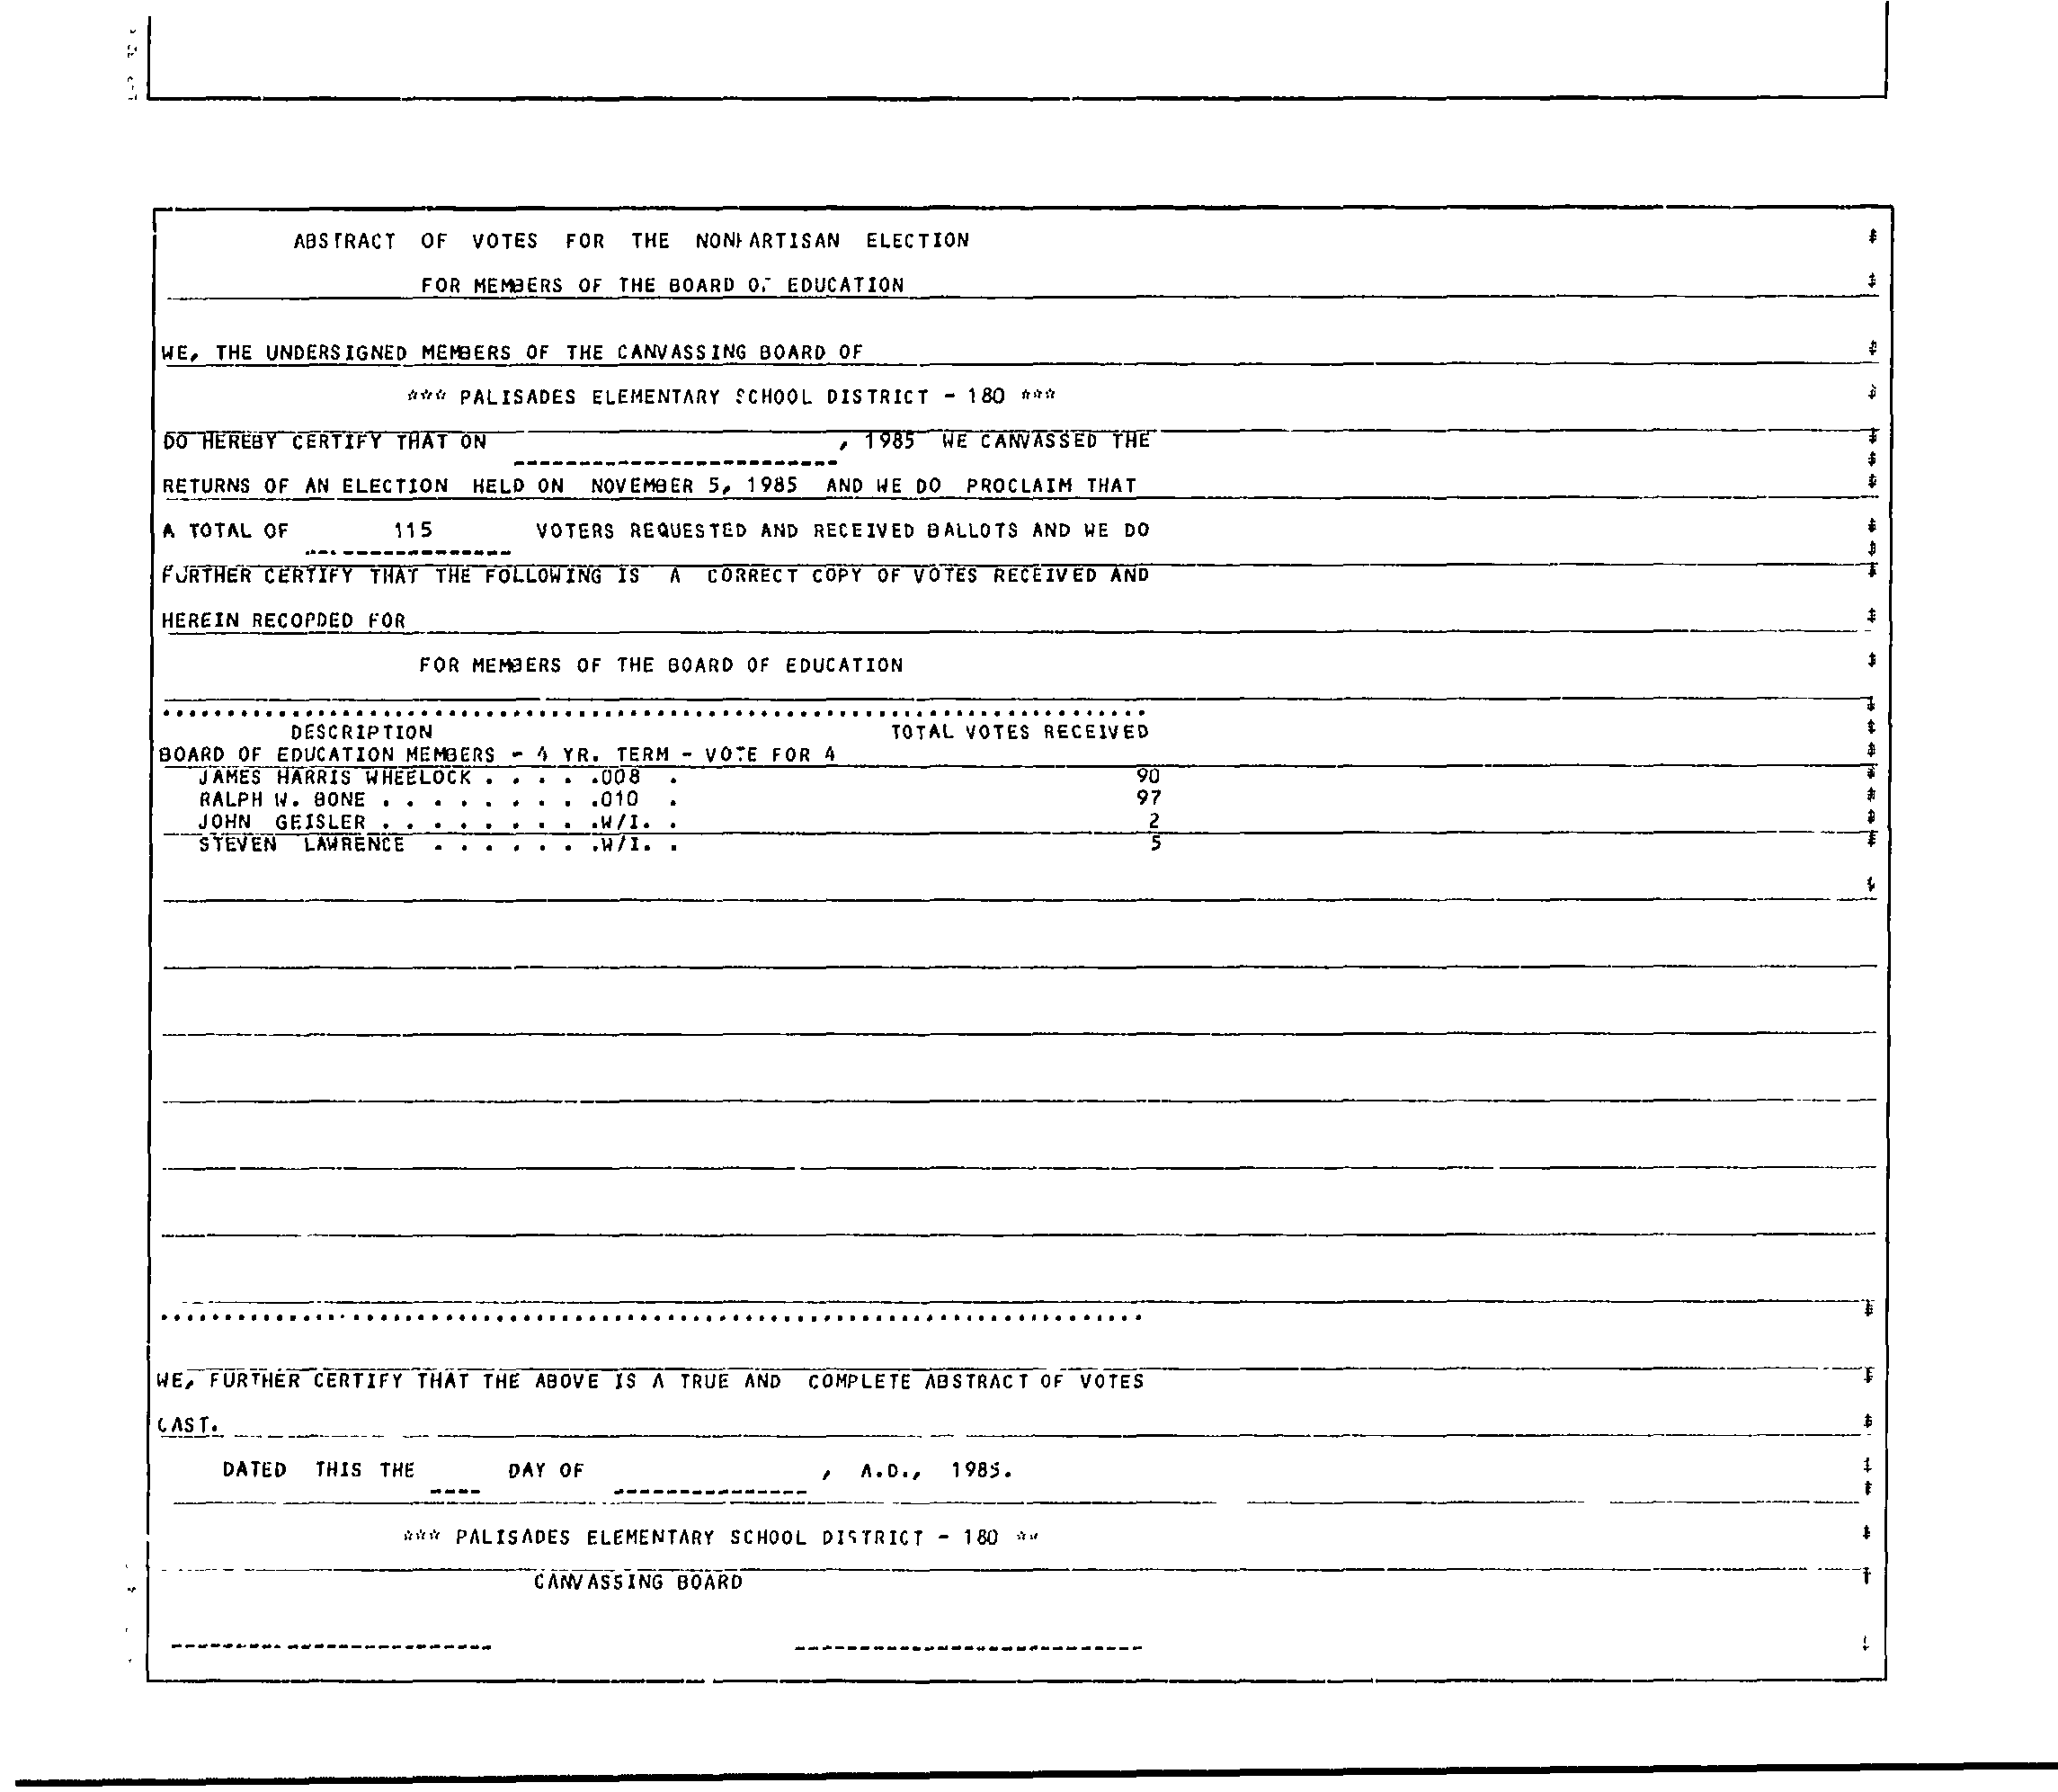 ABSTRACT OF VOTES FOR THE NONPARTISAN ELECTION
FOR MEMBERS OF THE BOARD OF EDUCATION
WE, THE UNDERSIGNED MEMBERS OF THE CANVASSING BOARD OF
*** PALISADES ELEMENTARY SCHOOL DISTRICT - 180 ***
DO HEREBY CERTIFY THAT ON , 1985 WE CANVASSED THE
RETURNS OF AN ELECTION HELD ON NOVEMBER 5, 1985 AND WE DO PROCLAIM THAT
A TOTAL OF 115 VOTERS REQUESTED AND RECEIVED BALLOTS AND WE DO
FURTHER CERTIFY THAT THE FOLLOWING IS A CORRECT COPY OF VOTES RECEIVED AND
HEREIN RECORDED FOR
FOR MEMBERS OF THE BOARD OF EDUCATION
DESCRIPTION TOTAL VOTES RECEIVED
BOARD OF EDUCATION MEMBERS - 4 YR. TERM - VOTE FOR 4
JAMES HARRIS WHEELOCK . . . . .008 . 90
RALPH W. BONE . . . . . . . . .010 . 97
JOHN GEISLER . . . . . . . . .W/I. . 2
STEVEN LAWRENCE . . . . . . .W/I. . 5
WE, FURTHER CERTIFY THAT THE ABOVE IS A TRUE AND COMPLETE ABSTRACT OF VOTES
CAST.
DATED THIS THE DAY OF , A.D., 1985.
*** PALISADES ELEMENTARY SCHOOL DISTRICT - 180 **
CANVASSING BOARD